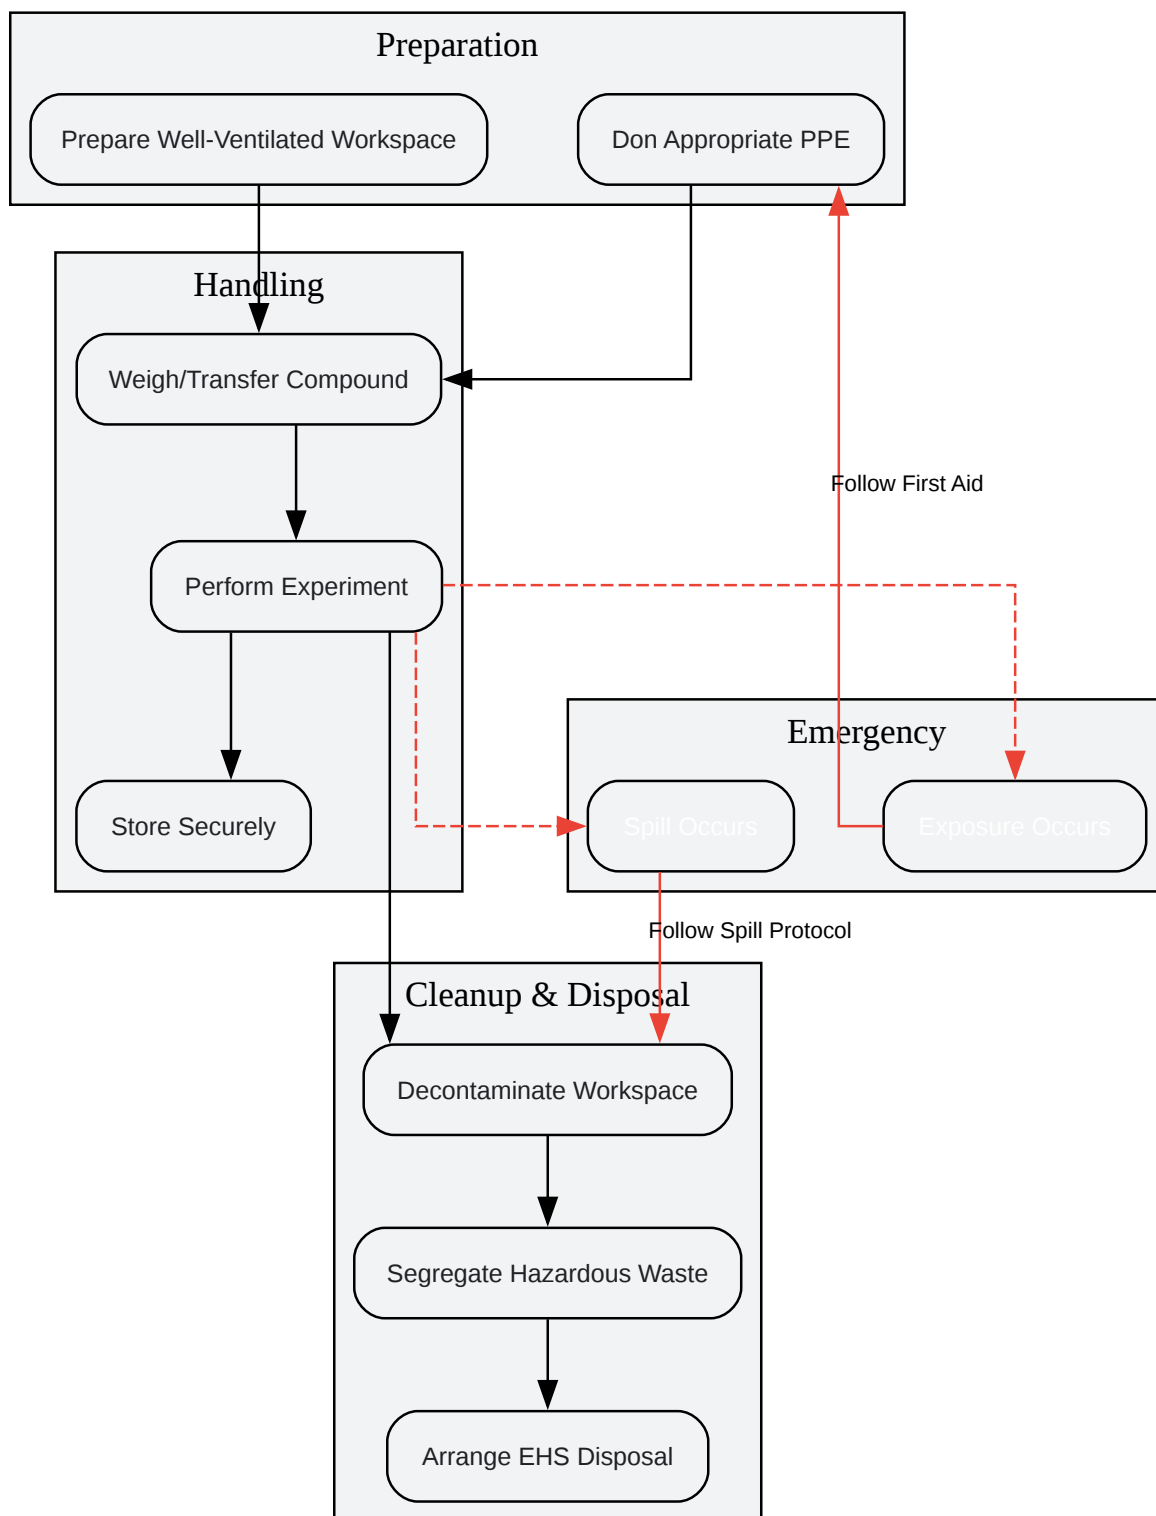 Preparation
Prepare Well-Ventilated Workspace
Don Appropriate PPE
Handling
Weigh/Transfer Compound
Follow First Aid
Perform Experiment
Emergency
Store Securely
Spill Occurs
Exposure Occurs
Follow Spill Protocol
Cleanup & Disposal
Decontaminate Workspace
Segregate Hazardous Waste
Arrange EHS Disposal